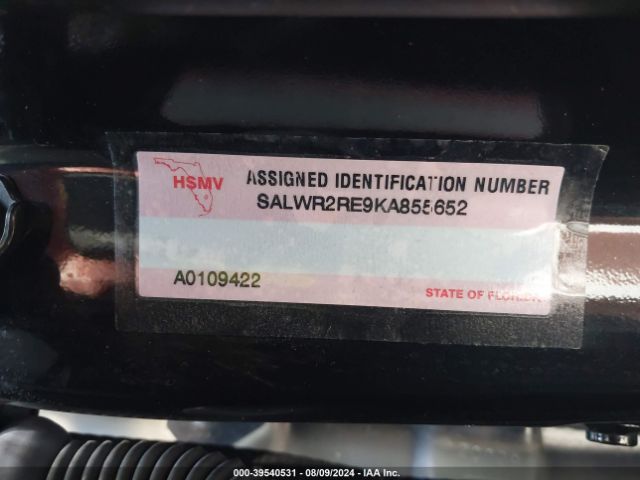 HSMV
ASSIGNED IDENTIFICATION NUMBER
SALWR2RE9KA855652
A0109422
STATE OF FLORIDA
000-39540531 - 08/09/2024 - IAA Inc.